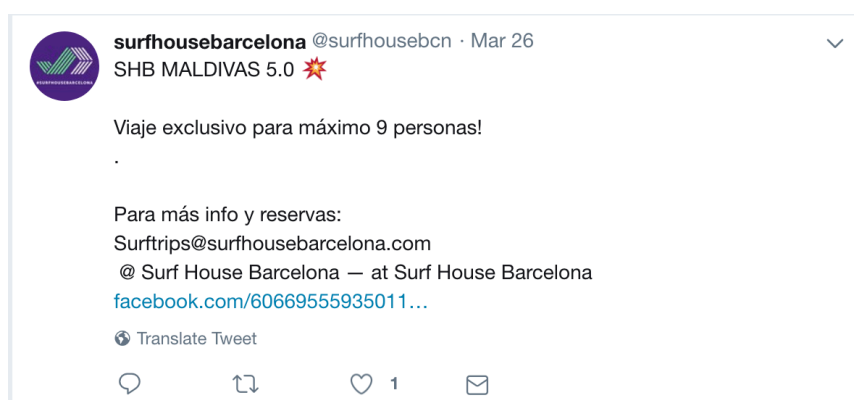 surfhousebarcelona @surfhousebcn · Mar 26
SHB MALDIVAS 5.0 💥
Viaje exclusivo para máximo 9 personas!
.
Para más info y reservas:
Surftrips@surfhousebarcelona.com
@ Surf House Barcelona — at Surf House Barcelona
facebook.com/60669555935011…
Translate Tweet
1
#SURFHOUSEBARCELONA